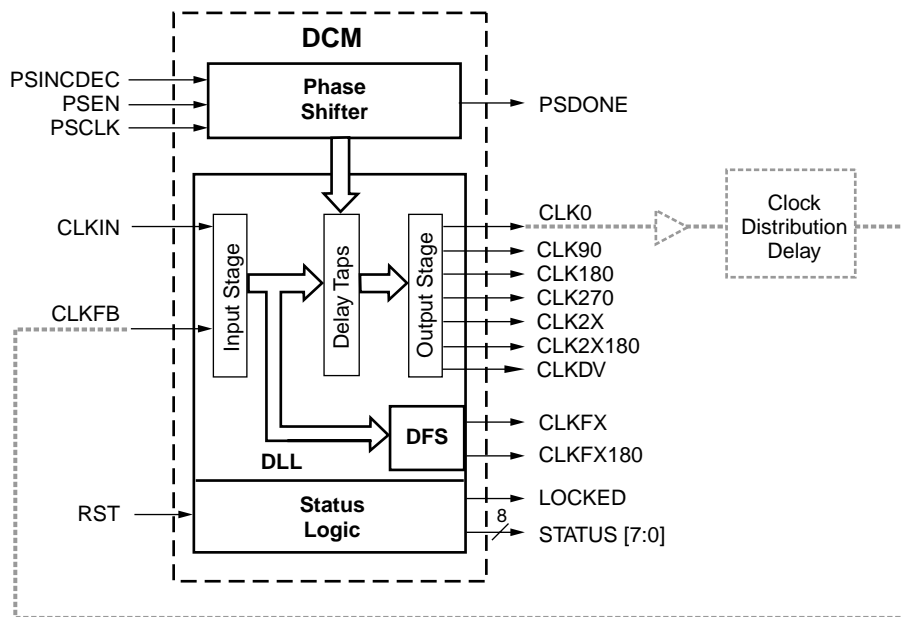 DCM
PSINCDEC
PSEN
PSCLK
Phase
Shifter
PSDONE
CLKIN
CLKFB
Input Stage
Delay Taps
Output Stage
CLK0
CLK90
CLK180
CLK270
CLK2X
CLK2X180
CLKDV
Clock
Distribution
Delay
DFS
CLKFX
CLKFX180
DLL
RST
Status
Logic
LOCKED
8
STATUS [7:0]